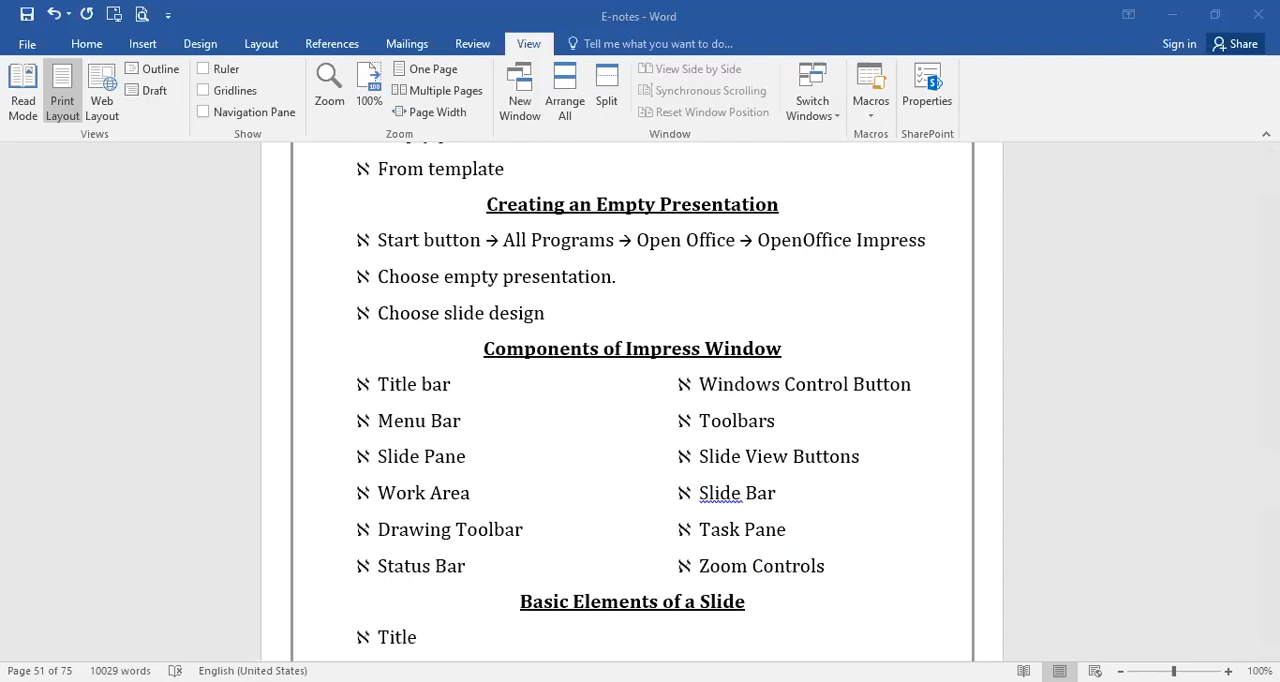 E-notes - Word
File Home Insert Design Layout References Mailings Review View Tell me what you want to do... Sign in Share
Read Mode
Print Layout
Web Layout
Outline
Draft
Views
Ruler
Gridlines
Navigation Pane
Show
Zoom
100%
One Page
Multiple Pages
Page Width
Zoom
New Window
Arrange All
Split
View Side by Side
Synchronous Scrolling
Reset Window Position
Window
Switch Windows
Macros
Macros
Properties
SharePoint
ℵ From template
Creating an Empty Presentation
ℵ Start button → All Programs → Open Office → OpenOffice Impress
ℵ Choose empty presentation.
ℵ Choose slide design
Components of Impress Window
ℵ Title bar ℵ Windows Control Button
ℵ Menu Bar ℵ Toolbars
ℵ Slide Pane ℵ Slide View Buttons
ℵ Work Area ℵ Slide Bar
ℵ Drawing Toolbar ℵ Task Pane
ℵ Status Bar ℵ Zoom Controls
Basic Elements of a Slide
ℵ Title
Page 51 of 75 10029 words English (United States) 100%